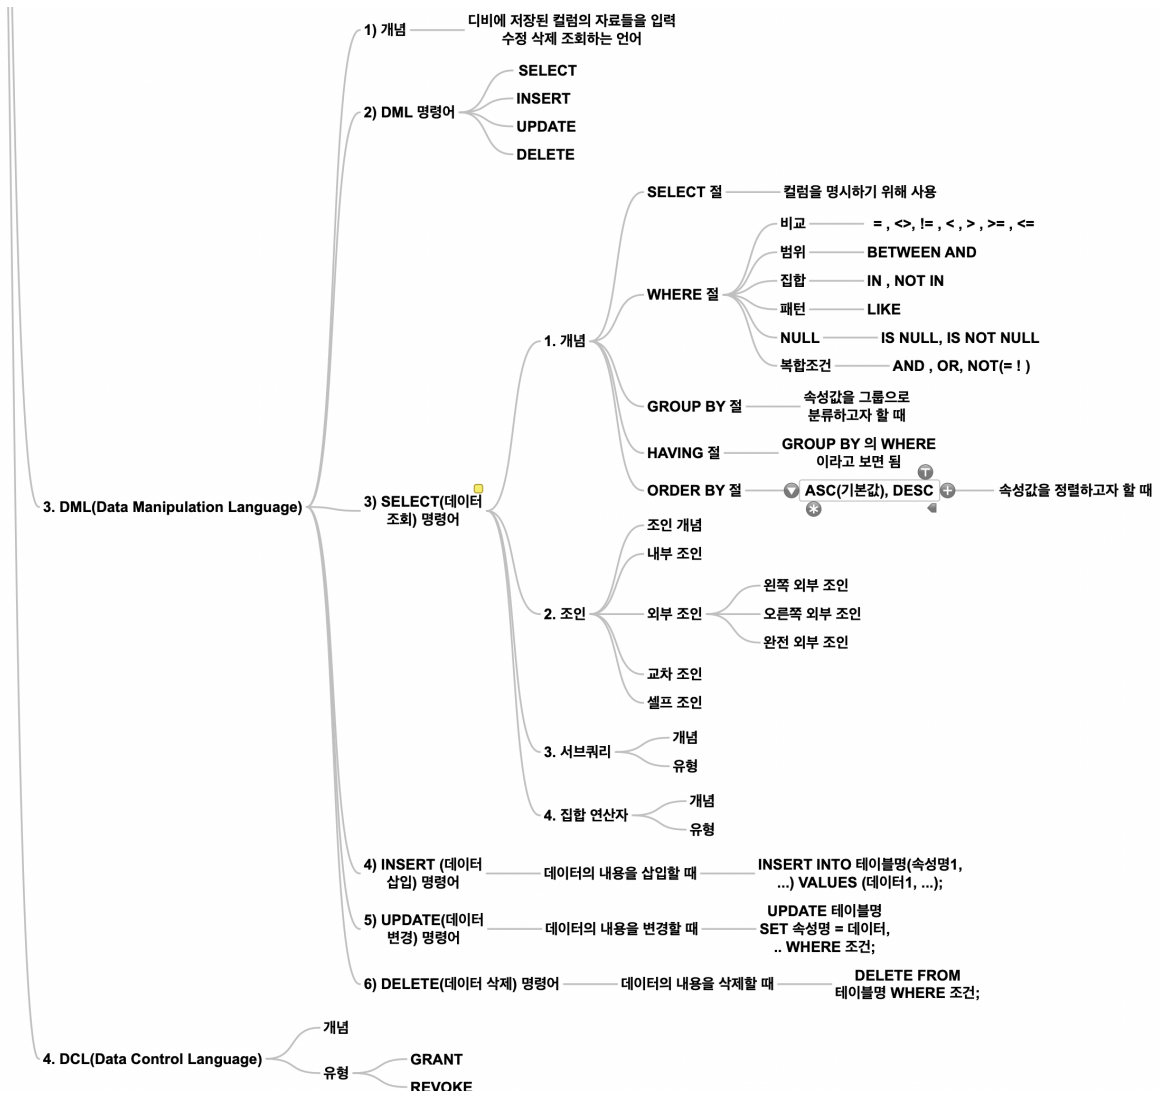 1) 개념
디비에 저장된 컬럼의 자료들을 입력
수정 삭제 조회하는 언어
2) DML 명령어
SELECT
INSERT
UPDATE
DELETE
3. DML(Data Manipulation Language)
3) SELECT(데이터
조회) 명령어
1. 개념
SELECT 절
컬럼을 명시하기 위해 사용
WHERE 절
비교
= , <>, != , < , > , >= , <=
범위
BETWEEN AND
집합
IN , NOT IN
패턴
LIKE
NULL
IS NULL, IS NOT NULL
복합조건
AND , OR, NOT(= ! )
GROUP BY 절
속성값을 그룹으로
분류하고자 할 때
HAVING 절
GROUP BY 의 WHERE
이라고 보면 됨
ORDER BY 절
ASC(기본값), DESC
속성값을 정렬하고자 할 때
2. 조인
조인 개념
내부 조인
외부 조인
왼쪽 외부 조인
오른쪽 외부 조인
완전 외부 조인
교차 조인
셀프 조인
3. 서브쿼리
개념
유형
4. 집합 연산자
개념
유형
4) INSERT (데이터
삽입) 명령어
데이터의 내용을 삽입할 때
INSERT INTO 테이블명(속성명1,
...) VALUES (데이터1, ...);
5) UPDATE(데이터
변경) 명령어
데이터의 내용을 변경할 때
UPDATE 테이블명
SET 속성명 = 데이터,
.. WHERE 조건;
6) DELETE(데이터 삭제) 명령어
데이터의 내용을 삭제할 때
DELETE FROM
테이블명 WHERE 조건;
4. DCL(Data Control Language)
개념
유형
GRANT
REVOKE